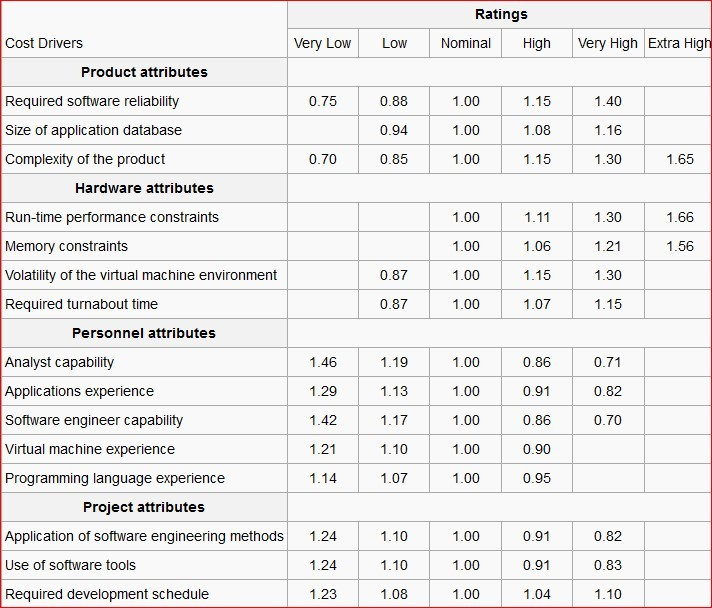 Ratings
Cost Drivers Very Low Low Nominal High Very High Extra High
Product attributes
Required software reliability 0.75 0.88 1.00 1.15 1.40
Size of application database 0.94 1.00 1.08 1.16
Complexity of the product 0.70 0.85 1.00 1.15 1.30 1.65
Hardware attributes
Run-time performance constraints 1.00 1.11 1.30 1.66
Memory constraints 1.00 1.06 1.21 1.56
Volatility of the virtual machine environment 0.87 1.00 1.15 1.30
Required turnabout time 0.87 1.00 1.07 1.15
Personnel attributes
Analyst capability 1.46 1.19 1.00 0.86 0.71
Applications experience 1.29 1.13 1.00 0.91 0.82
Software engineer capability 1.42 1.17 1.00 0.86 0.70
Virtual machine experience 1.21 1.10 1.00 0.90
Programming language experience 1.14 1.07 1.00 0.95
Project attributes
Application of software engineering methods 1.24 1.10 1.00 0.91 0.82
Use of software tools 1.24 1.10 1.00 0.91 0.83
Required development schedule 1.23 1.08 1.00 1.04 1.10